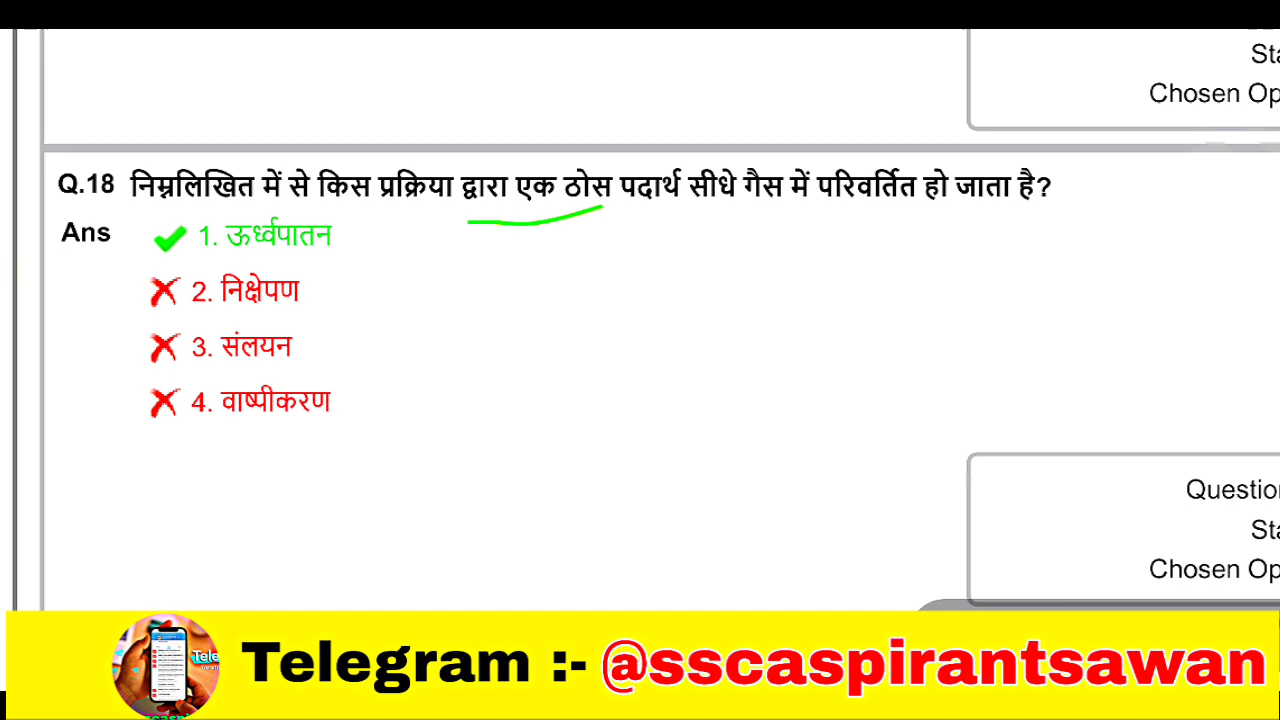 Sta
Chosen Op
Q.18 निम्नलिखित में से किस प्रक्रिया द्वारा एक ठोस पदार्थ सीधे गैस में परिवर्तित हो जाता है?
Ans 1. ऊर्ध्वपातन
2. निक्षेपण
3. संलयन
4. वाष्पीकरण
Question
Sta
Chosen Op
Telegram :- @sscaspirantsawan